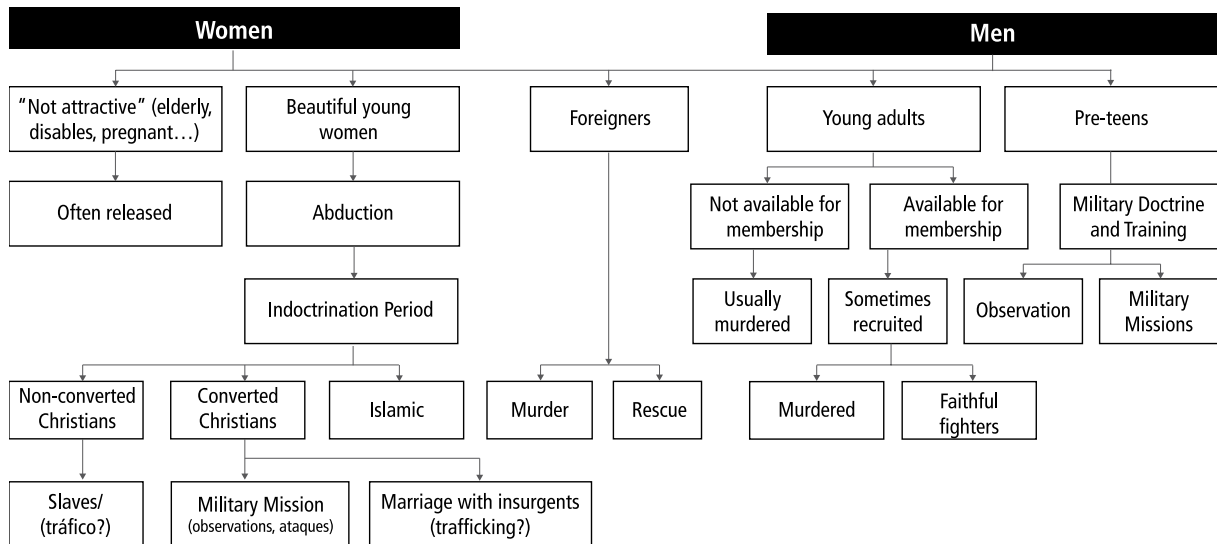 Women
Men
"Not attractive" (elderly,
disables, pregnant…)
Beautiful young
women
Foreigners
Young adults
Pre-teens
Often released
Abduction
Not available for
membership
Available for
membership
Military Doctrine
and Training
Indoctrination Period
Usually
murdered
Sometimes
recruited
Observation
Military
Missions
Non-converted
Christians
Converted
Christians
Islamic
Murder
Rescue
Murdered
Faithful
fighters
Slaves/
(tráfico?)
Military Mission
(observations, ataques)
Marriage with insurgents
(trafficking?)